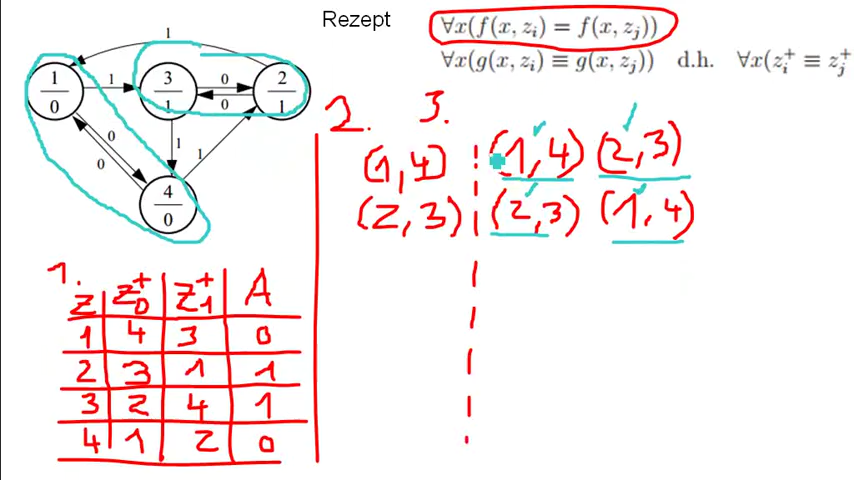 Rezept
∀x(f(x, z_i) = f(x, z_j))
∀x(g(x, z_i) ≡ g(x, z_j)) d.h. ∀x(z_i^+ ≡ z_j^+
1
1 3 2
0 1 1
1
0
0
0
0
1
1
4
0
2. 3.
(1,4) (1,4) (2,3)
(2,3) (2,3) (1,4)
1.
z z_0^+ z_1^+ A
1 4 3 0
2 3 1 1
3 2 4 1
4 1 2 0